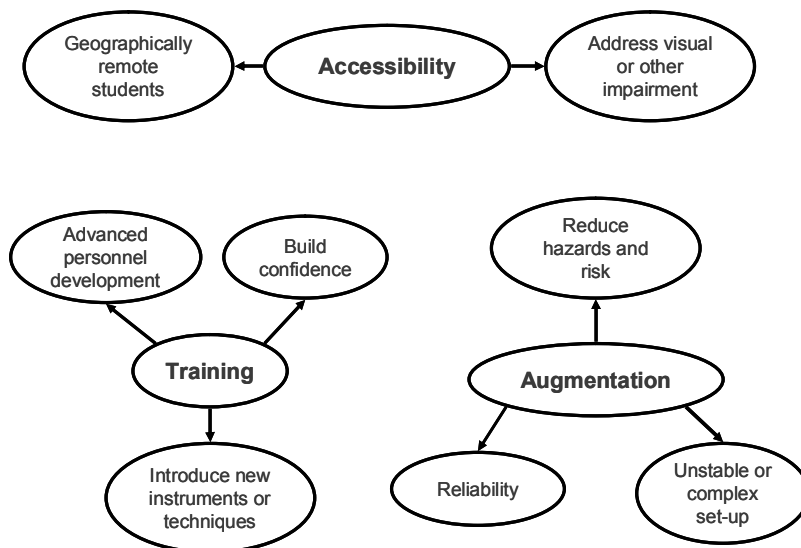 Geographically
remote
students
Accessibility
Address visual
or other
impairment
Advanced
personnel
development
Build
confidence
Reduce
hazards and
risk
Training
Augmentation
Introduce new
instruments or
techniques
Reliability
Unstable or
complex
set-up